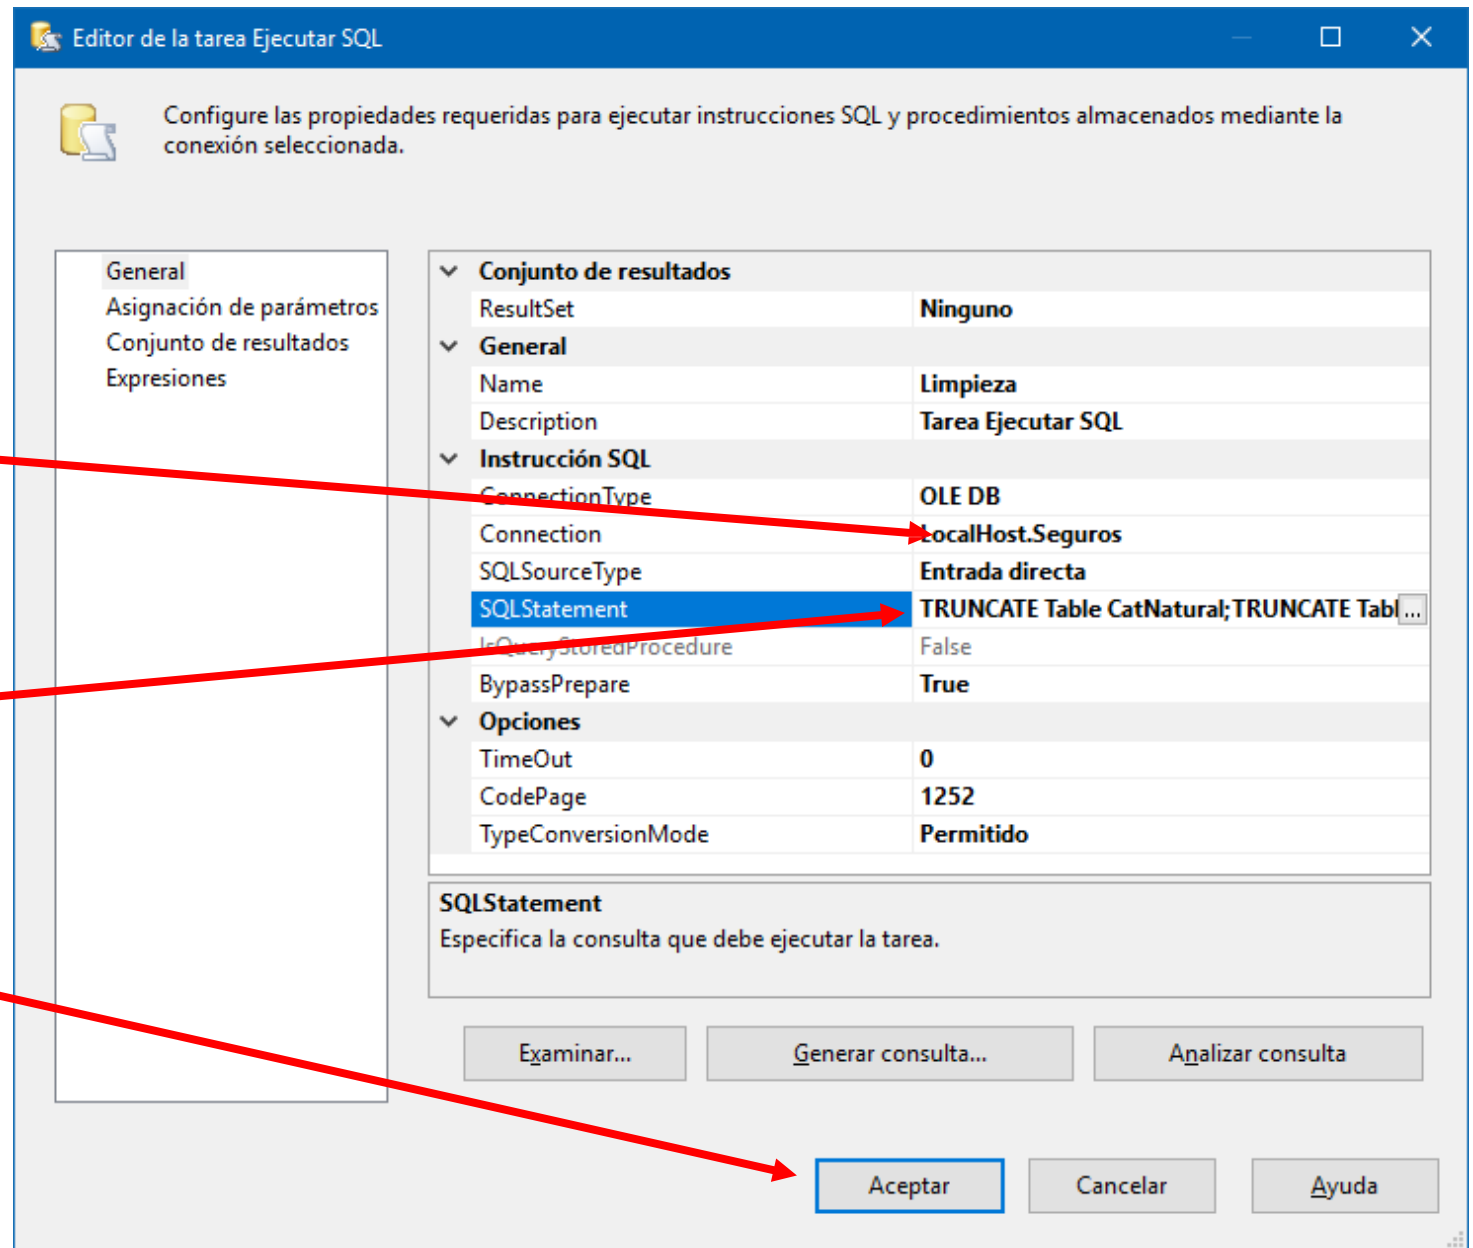 Editor de la tarea Ejecutar SQL
Configure las propiedades requeridas para ejecutar instrucciones SQL y procedimientos almacenados mediante la
conexión seleccionada.
General
Asignación de parámetros
Conjunto de resultados
Expresiones
Conjunto de resultados
ResultSet Ninguno
General
Name Limpieza
Description Tarea Ejecutar SQL
Instrucción SQL
ConnectionType OLE DB
Connection LocalHost.Seguros
SQLSourceType Entrada directa
SQLStatement TRUNCATE Table CatNatural;TRUNCATE Tabl ...
IsQueryStoredProcedure False
BypassPrepare True
Opciones
TimeOut 0
CodePage 1252
TypeConversionMode Permitido
SQLStatement
Especifica la consulta que debe ejecutar la tarea.
Examinar... Generar consulta... Analizar consulta
Aceptar Cancelar Ayuda